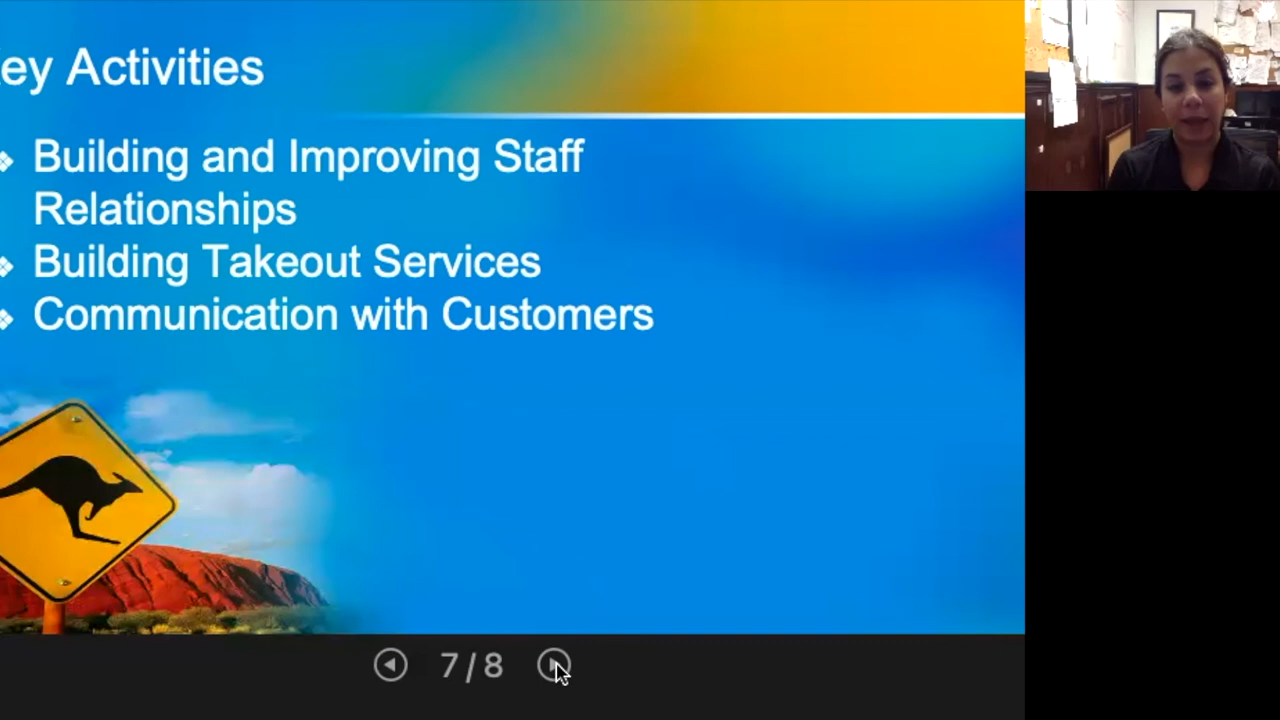 ey Activities
❖ Building and Improving Staff
Relationships
❖ Building Takeout Services
❖ Communication with Customers
7/8